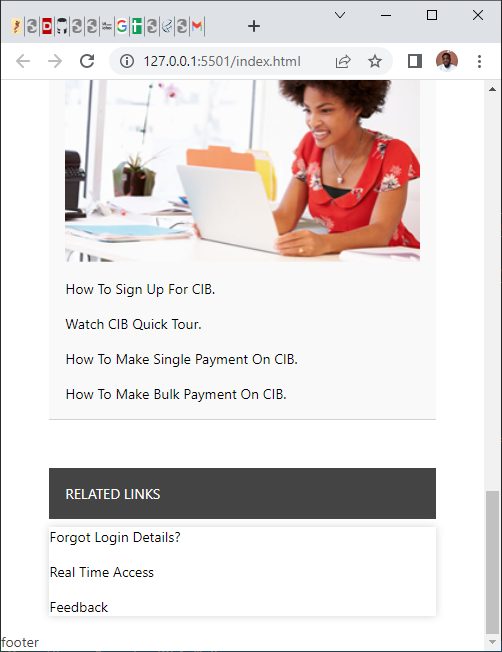 127.0.0.1:5501/index.html
How To Sign Up For CIB.
Watch CIB Quick Tour.
How To Make Single Payment On CIB.
How To Make Bulk Payment On CIB.
RELATED LINKS
Forgot Login Details?
Real Time Access
Feedback
footer